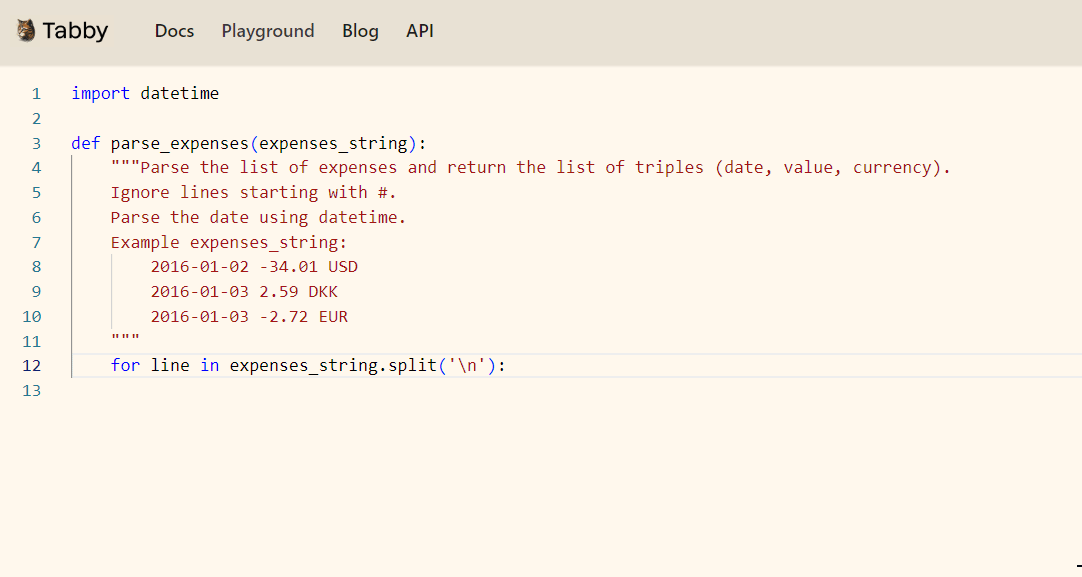 Tabby Docs Playground Blog API
1 import datetime
2
3 def parse_expenses(expenses_string):
4 """Parse the list of expenses and return the list of triples (date, value, currency).
5 Ignore lines starting with #.
6 Parse the date using datetime.
7 Example expenses_string:
8 2016-01-02 -34.01 USD
9 2016-01-03 2.59 DKK
10 2016-01-03 -2.72 EUR
11 """
12 for line in expenses_string.split('\n'):
13